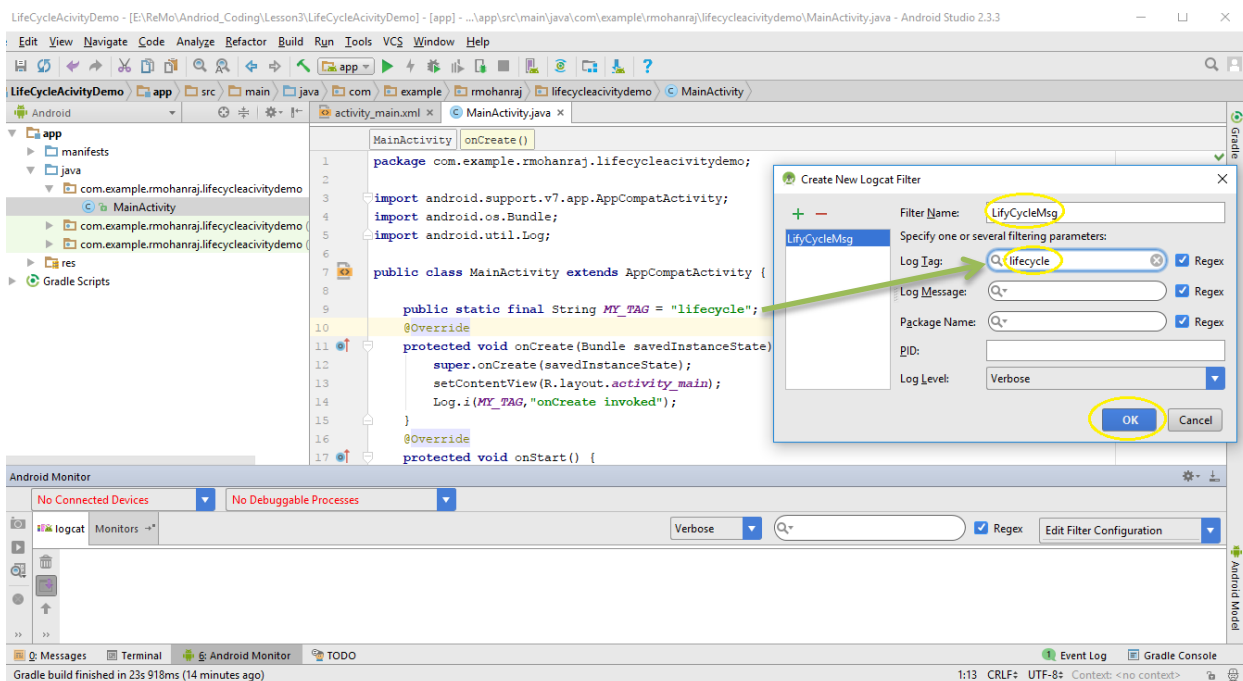 LifeCycleAcivityDemo - [E:\ReMo\Andriod_Coding\Lesson3\LifeCycleAcivityDemo] - [app] - ...\app\src\main\java\com\example\rmohanraj\lifecycleacivitydemo\MainActivity.java - Android Studio 2.3.3
Edit View Navigate Code Analyze Refactor Build Run Tools VCS Window Help
app
LifeCycleAcivityDemo app src main java com example rmohanraj lifecycleacivitydemo MainActivity
Android
activity_main.xml MainActivity.java
app
manifests
java
com.example.rmohanraj.lifecycleacivitydemo
MainActivity
com.example.rmohanraj.lifecycleacivitydemo (
com.example.rmohanraj.lifecycleacivitydemo (
res
Gradle Scripts
MainActivity onCreate()
1 package com.example.rmohanraj.lifecycleacivitydemo;
2
3 import android.support.v7.app.AppCompatActivity;
4 import android.os.Bundle;
5 import android.util.Log;
6
7 public class MainActivity extends AppCompatActivity {
8
9 public static final String MY_TAG = "lifecycle";
10 @Override
11 protected void onCreate(Bundle savedInstanceState)
12 super.onCreate(savedInstanceState);
13 setContentView(R.layout.activity_main);
14 Log.i(MY_TAG,"onCreate invoked");
15 }
16 @Override
17 protected void onStart() {
Create New Logcat Filter
LifyCycleMsg
Filter Name: LifyCycleMsg
Specify one or several filtering parameters:
Log Tag: lifecycle Regex
Log Message: Regex
Package Name: Regex
PID:
Log Level: Verbose
OK Cancel
Gradle
Android Model
Android Monitor
No Connected Devices No Debuggable Processes
logcat Monitors Verbose Regex Edit Filter Configuration
0: Messages Terminal 6: Android Monitor TODO 1 Event Log Gradle Console
Gradle build finished in 23s 918ms (14 minutes ago) 1:13 CRLF UTF-8 Context: <no context>